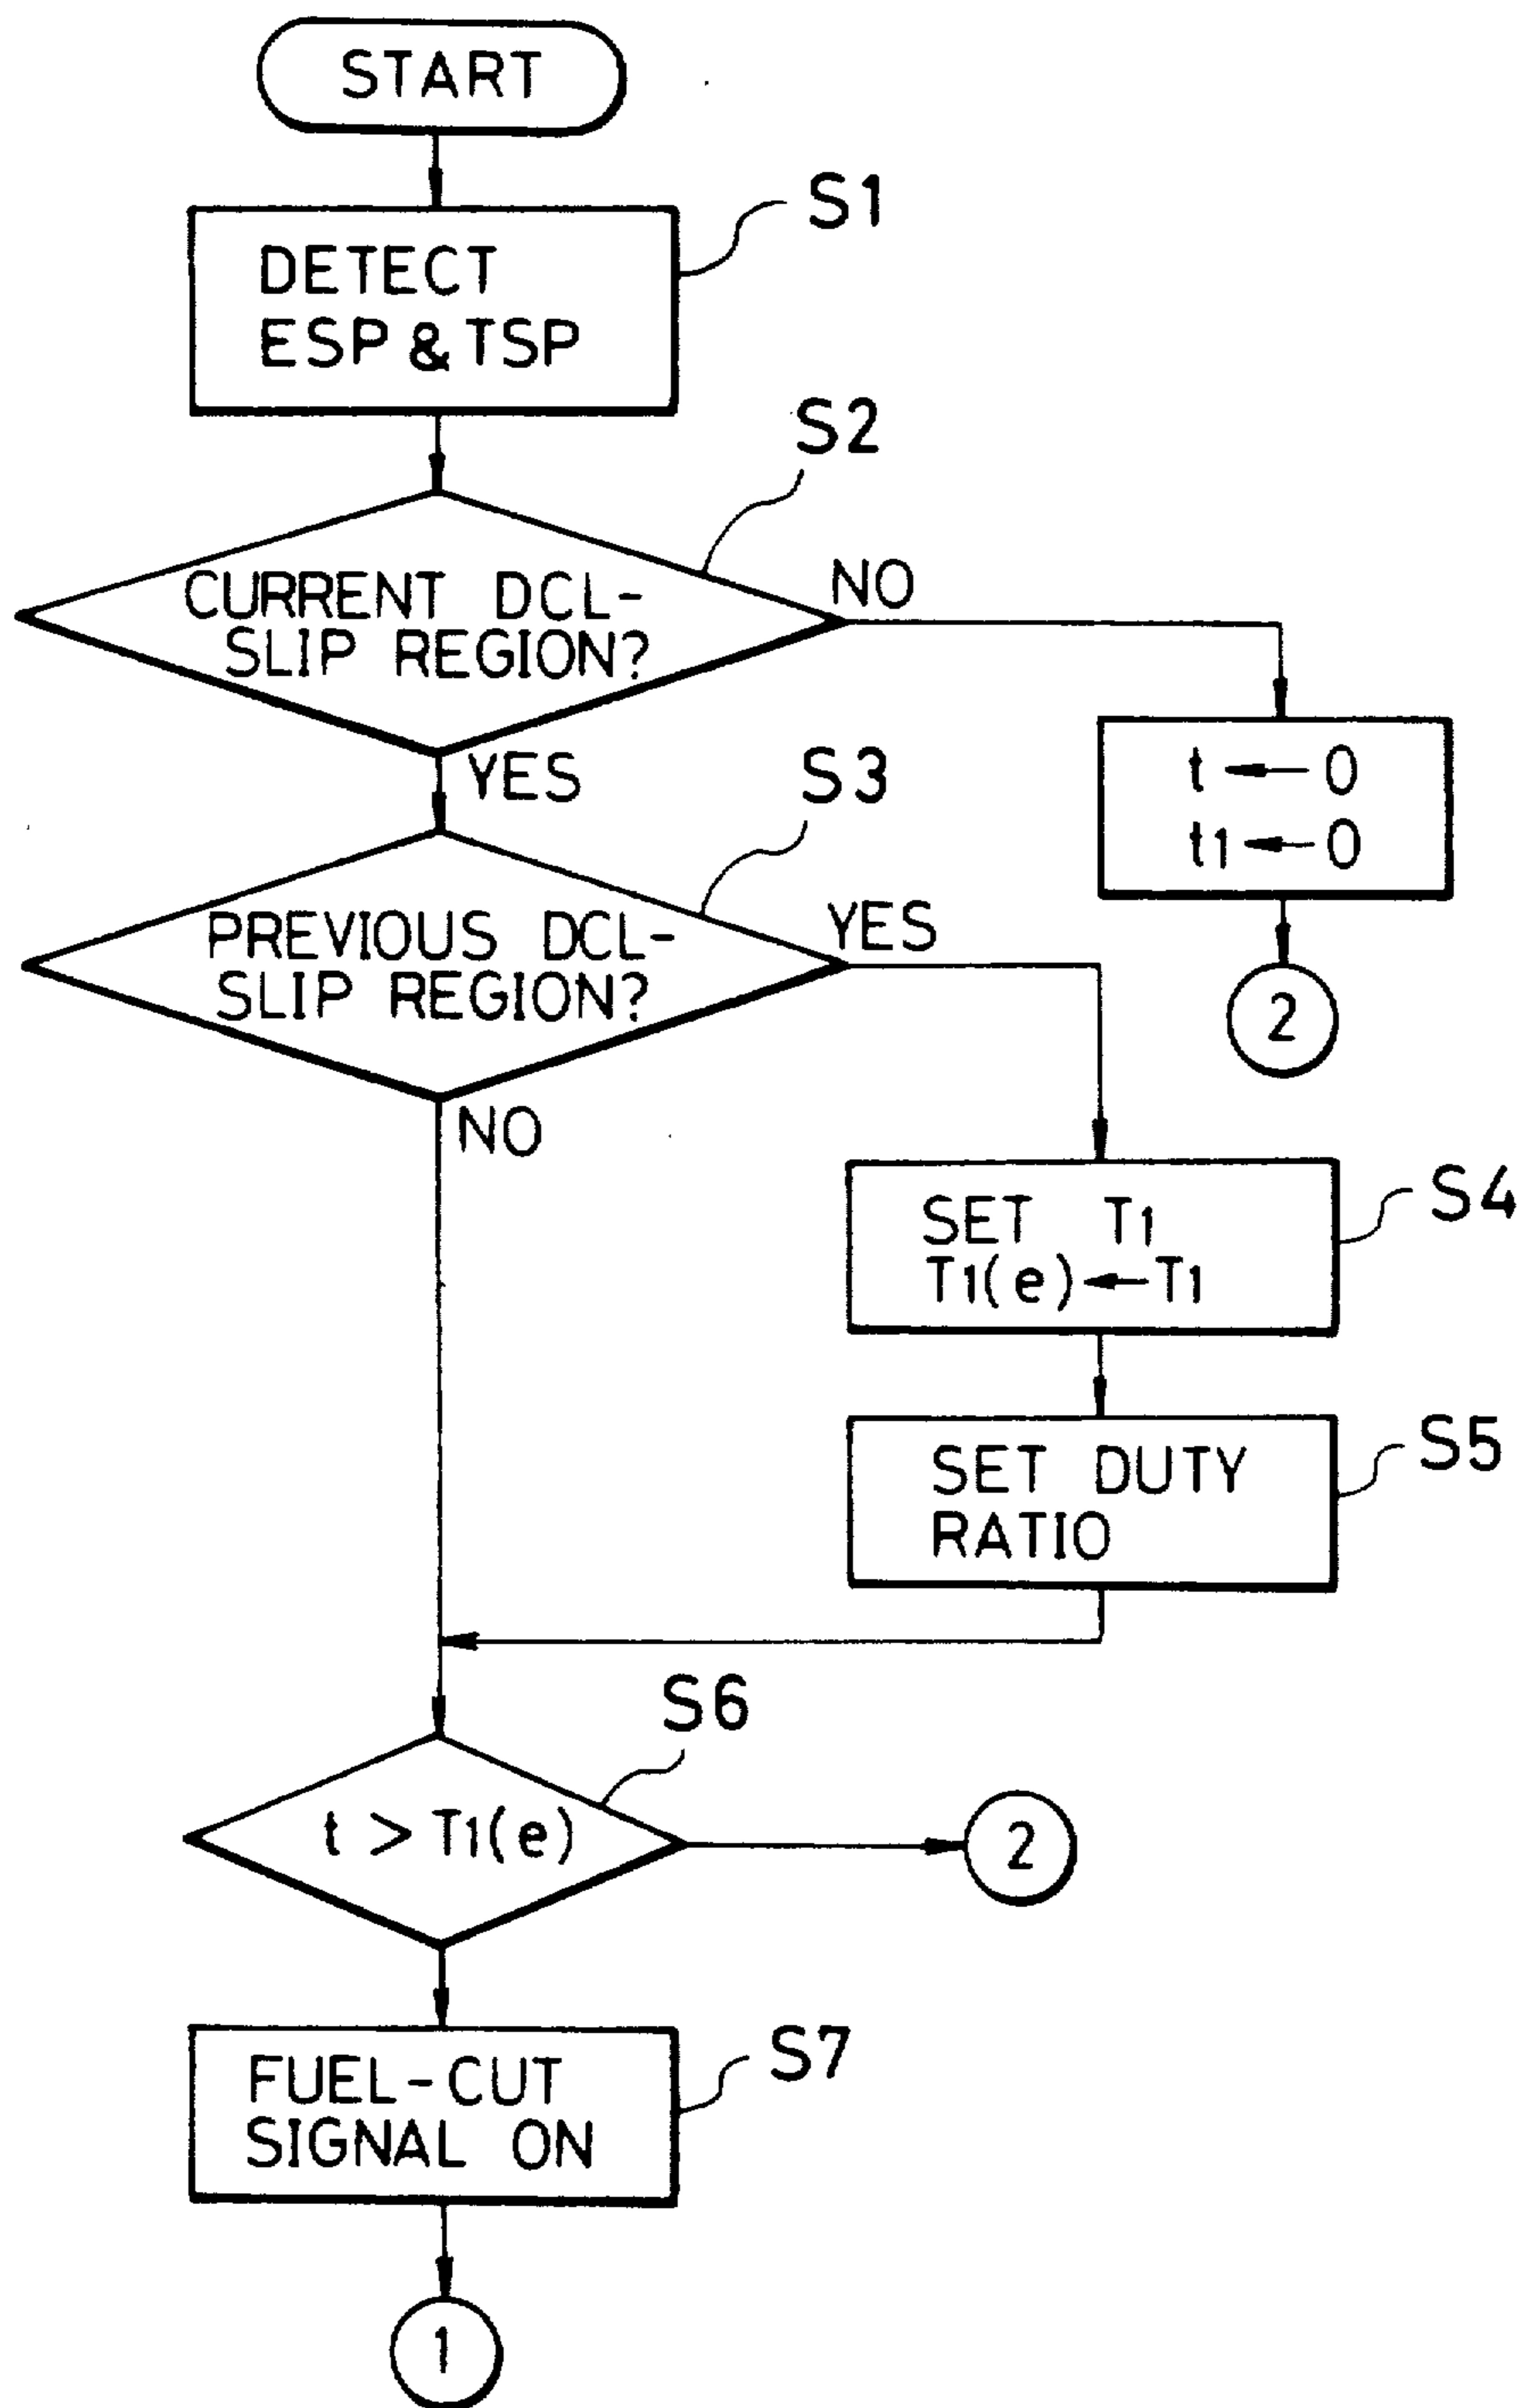 START
S1
DETECT
ESP & TSP
S2
CURRENT DCL-
SLIP REGION?
NO
YES
t ← 0
t1 ← 0
2
S3
PREVIOUS DCL-
SLIP REGION?
YES
NO
S4
SET T1
T1(e) ← T1
S5
SET DUTY
RATIO
S6
t > T1(e)
2
S7
FUEL-CUT
SIGNAL ON
1